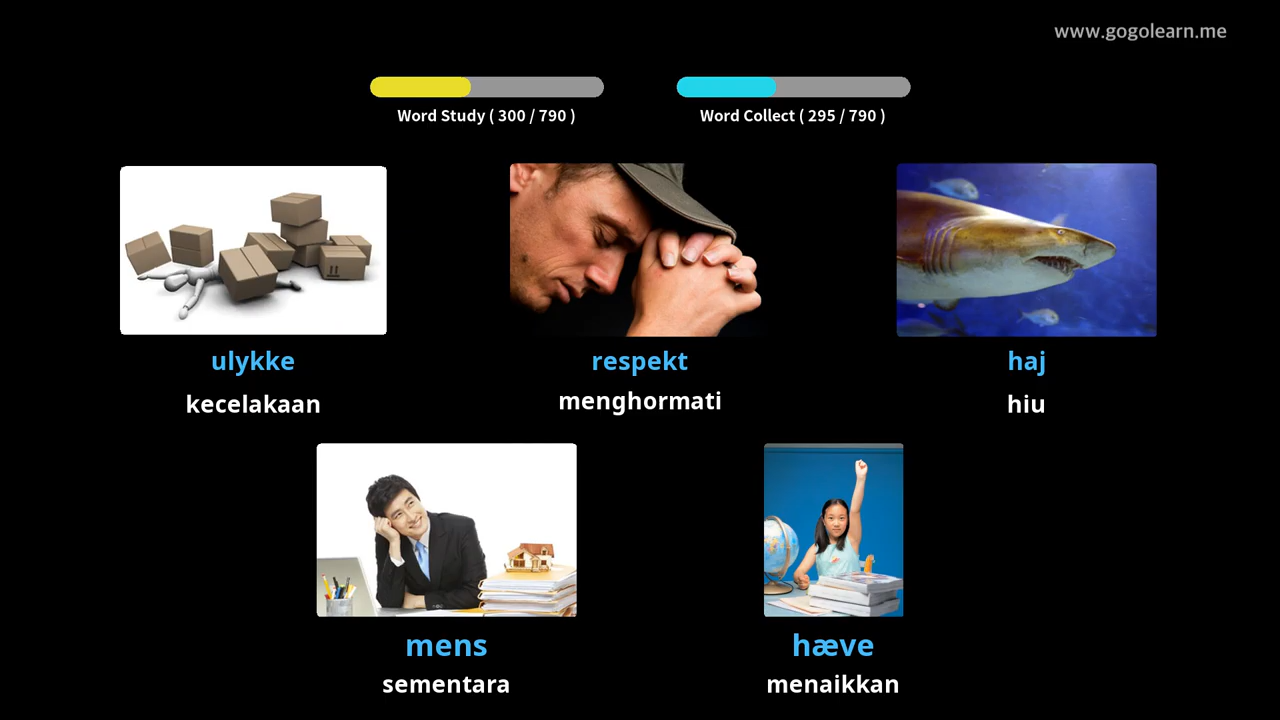 www.gogolearn.me
Word Study ( 300 / 790 )
Word Collect ( 295 / 790 )
ulykke
kecelakaan
respekt
menghormati
haj
hiu
mens
sementara
hæve
menaikkan